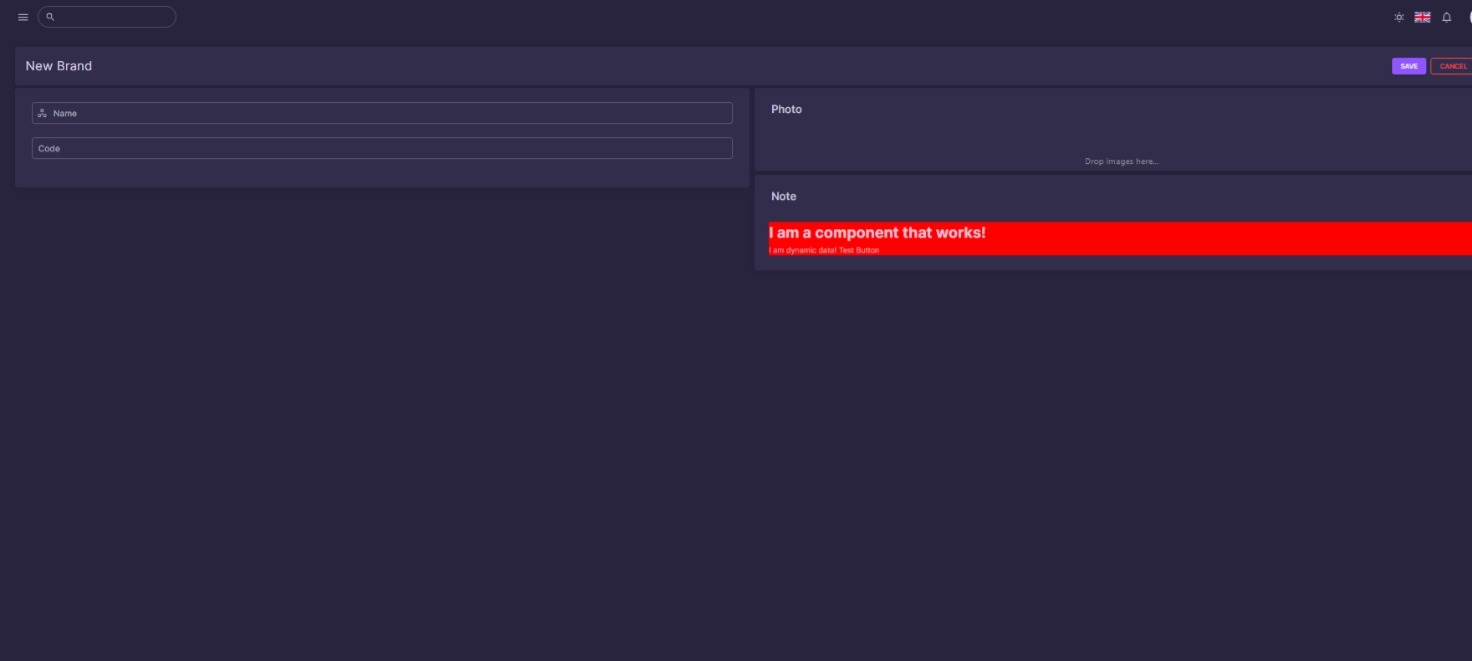 New Brand
SAVE
CANCEL
Name
Code
Photo
Drop images here...
Note
I am a component that works!
I am dynamic data! Test Button